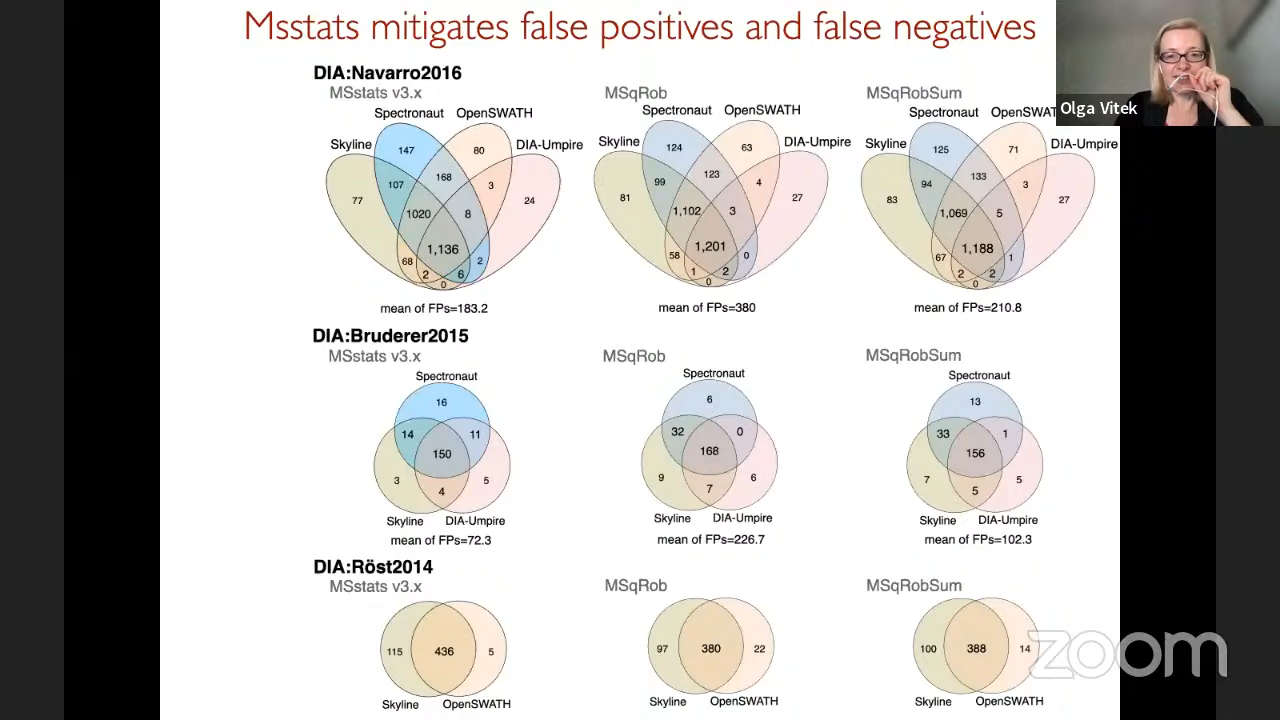 Msstats mitigates false positives and false negatives
Olga Vitek
DIA:Navarro2016
MSstats v3.x
MSqRob
MSqRobSum
Spectronaut
OpenSWATH
Skyline
DIA-Umpire
147
80
107
168
3
77
24
1020
8
1,136
68
2
2
6
0
mean of FPs=183.2
Spectronaut
OpenSWATH
Skyline
DIA-Umpire
124
63
99
123
4
81
27
1,102
3
1,201
58
0
1
2
0
mean of FPs=380
Spectronaut
OpenSWAT
Skyline
DIA-Umpire
125
71
94
133
3
83
27
1,069
5
1,188
67
1
2
2
0
mean of FPs=210.8
DIA:Bruderer2015
MSstats v3.x
MSqRob
MSqRobSum
Spectronaut
16
14
11
150
3
5
4
Skyline
DIA-Umpire
mean of FPs=72.3
Spectronaut
6
32
0
168
9
6
7
Skyline
DIA-Umpire
mean of FPs=226.7
Spectronaut
13
33
1
156
7
5
5
Skyline
DIA-Umpire
mean of FPs=102.3
DIA:Röst2014
MSstats v3.x
MSqRob
MSqRobSum
115
436
5
Skyline
OpenSWATH
97
380
22
Skyline
OpenSWATH
100
388
14
Skyline
OpenSWATH
zoom